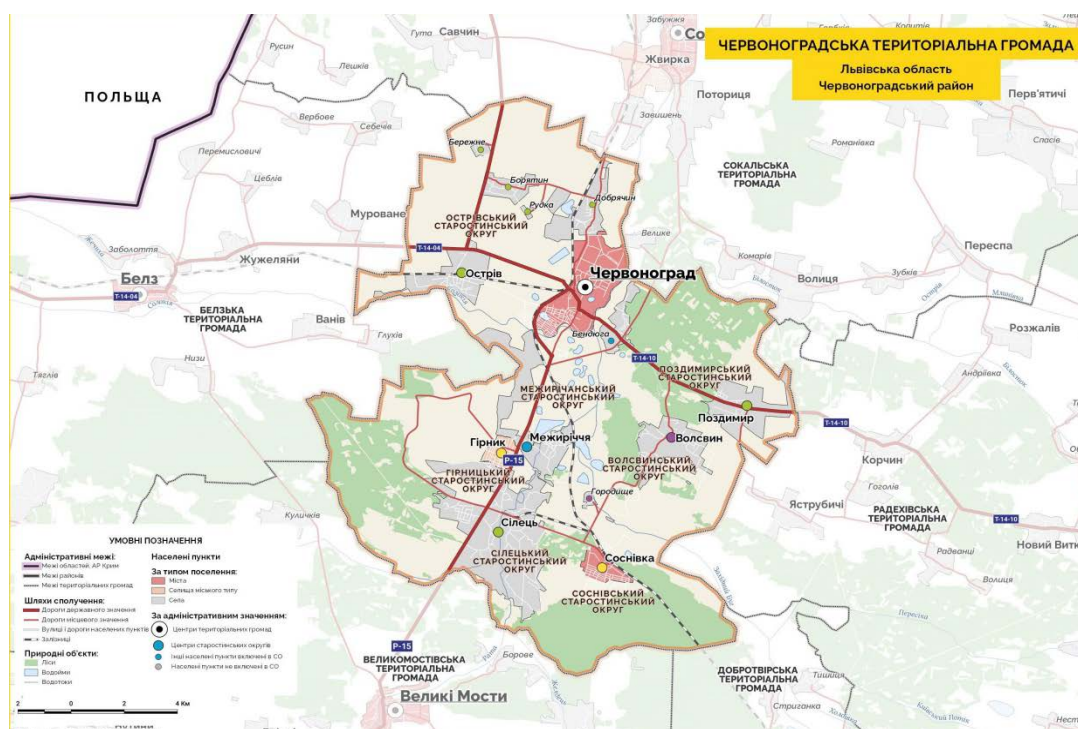 ЧЕРВОНОГРАДСЬКА ТЕРИТОРІАЛЬНА ГРОМАДА
Львівська область
Червоноградський район
ПОЛЬЩА
Гута
Савчин
Забужжя
Русин
Лешків
Жвирка
Поториця
Перв'ятичі
Завишень
Вербове
Себечів
Романівка
Спасів
Перемисловичі
Бережне
Цеблів
Борятин
Рудка
Добрячин
СОКАЛЬСЬКА
ТЕРИТОРІАЛЬНА
ГРОМАДА
Муроване
ОСТРІВСЬКИЙ
СТАРОСТИНСЬКИЙ
ОКРУГ
Велике
Заболоття
Жужеляни
Т-14-04
Переспа
Комарів
Волиця
Зубків
Белз
Т-14-04
Острів
Червоноград
БЕЛЗЬКА
ТЕРИТОРІАЛЬНА
ГРОМАДА
Ванів
Глухів
Бендюга
Розжалів
Низи
Т-14-10
Тяглів
Андріївка
ПОЗДИМИРСЬКИЙ
СТАРОСТИНСЬКИЙ
ОКРУГ
МЕЖИРІЧАНСЬКИЙ
СТАРОСТИНСЬКИЙ
ОКРУГ
Поздимир
Т-14-10
Гірник
Межиріччя
Волсвин
Р-15
Корчин
ГІРНИЦЬКИЙ
СТАРОСТИНСЬКИЙ
ОКРУГ
ВОЛСВИНСЬКИЙ
СТАРОСТИНСЬКИЙ
ОКРУГ
Гоголів
Городище
Яструбичі
РАДЕХІВСЬКА
ТЕРИТОРІАЛЬНА
ГРОМАДА
Т-14-10
Куличків
Сілець
Новий Витк
Радванці
СІЛЕЦЬКИЙ
СТАРОСТИНСЬКИЙ
ОКРУГ
Соснівка
Волиця
СОСНІВСЬКИЙ
СТАРОСТИНСЬКИЙ
ОКРУГ
Р-15
Борове
ВЕЛИКОМОСТІВСЬКА
ТЕРИТОРІАЛЬНА
ГРОМАДА
ДОБРОТВІРСЬКА
ТЕРИТОРІАЛЬНА
ГРОМАДА
Тишиця
Великі Мости
Стриганка
УМОВНІ ПОЗНАЧЕННЯ
Адміністративні межі:
Межі областей. АР Крим
Межі районів
Межі територіальних громад
Шляхи сполучення:
Дороги державного значення
Дороги місцевого значення
Вулиці і дороги населених пунктів
Залізниці
Природні об'єкти:
Ліси
Водойми
Водотоки
Населені пункти
За типом поселення:
Міста
Селища міського типу
Села
За адміністративним значенням:
Центри територіальних громад
Центри старостинських округів
Інші населені пункти включені в СО
Населені пункти не включені в СО
2 0 2 4 Км